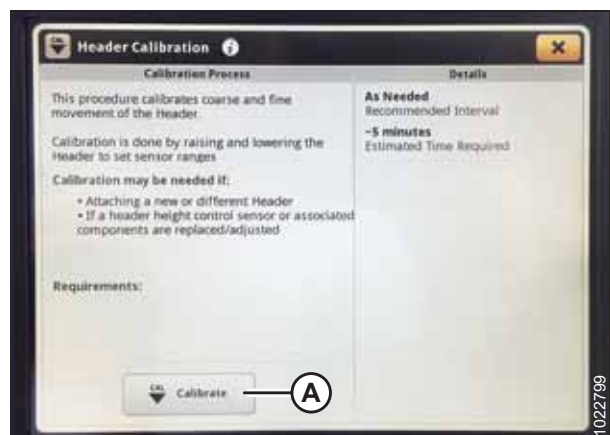 CAL
Header Calibration i
Calibration Process
This procedure calibrates coarse and fine
movement of the Header.
Calibration is done by raising and lowering the
Header to set sensor ranges
Calibration may be needed if:
• Attaching a new or different Header
• If a header height control sensor or associated
components are replaced/adjusted
Requirements:
CAL Calibrate
A
Details
As Needed
Recommended Interval
~5 minutes
Estimated Time Required
1022799